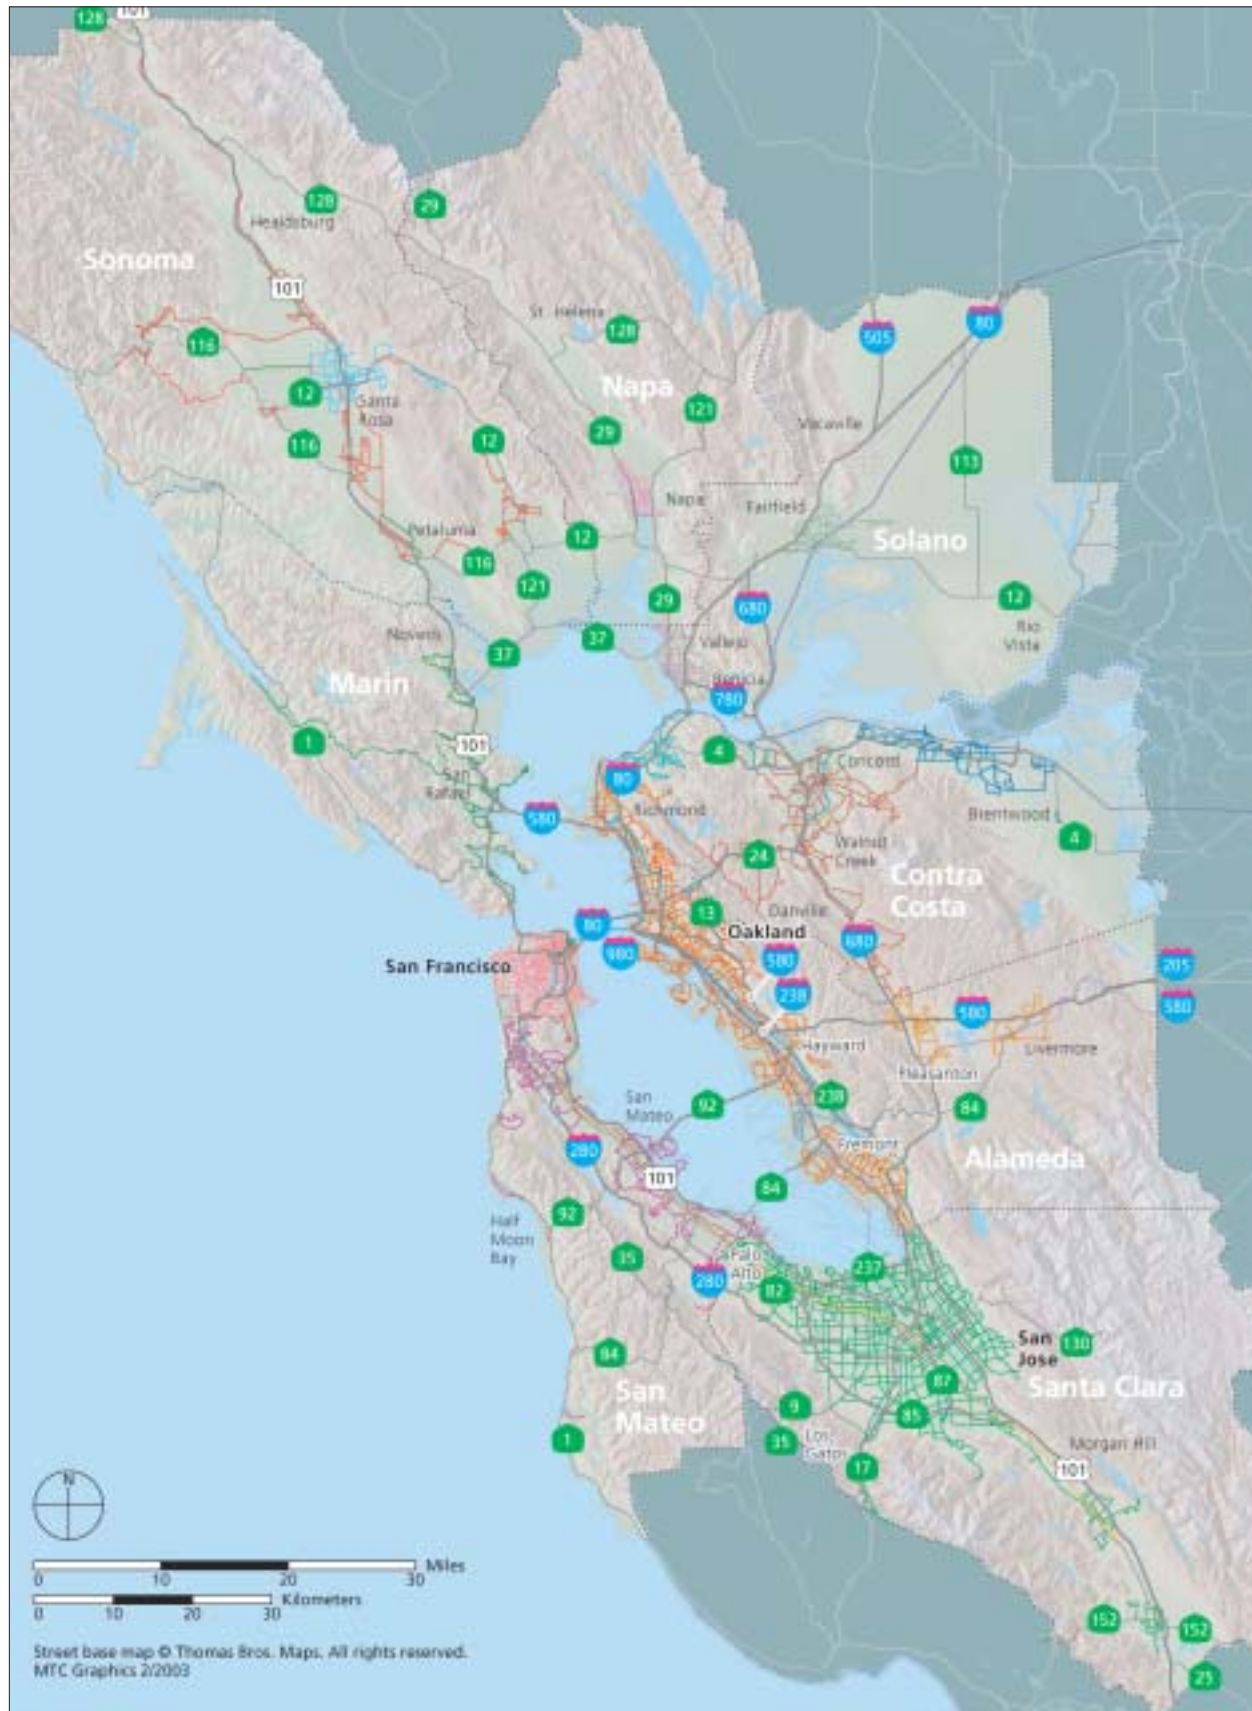 128
101
128
29
Healdsburg
Sonoma
101
St Helena
128
505
80
116
Napa
12
Santa
Rosa
121
Vacaville
116
12
29
113
Napa
Fairfield
Petaluma
12
Solano
116
121
29
680
12
Rio
Vista
Novato
37
37
Vallejo
Marin
Benicia
780
1
101
4
Concord
San
Rafael
80
580
Richmond
Brentwood
4
24
Walnut
Creek
Contra
Costa
13
Danville
80
Oakland
680
San Francisco
980
580
205
238
580
580
Hayward
Livermore
Pleasanton
San
Mateo
92
238
84
280
Fremont
Alameda
101
84
92
Half
Moon
Bay
35
Palo
Alto
237
280
82
San
Jose
130
84
87
Santa Clara
San
Mateo
9
85
1
35
Los
Gatos
Morgan Hill
17
101
N
Miles
0 10 20 30
Kilometers
0 10 20 30
152
152
Street base map © Thomas Bros. Maps. All rights reserved.
MTC Graphics 2/2003
25